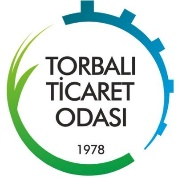 TORBALI
TİCARET
ODASI
1978